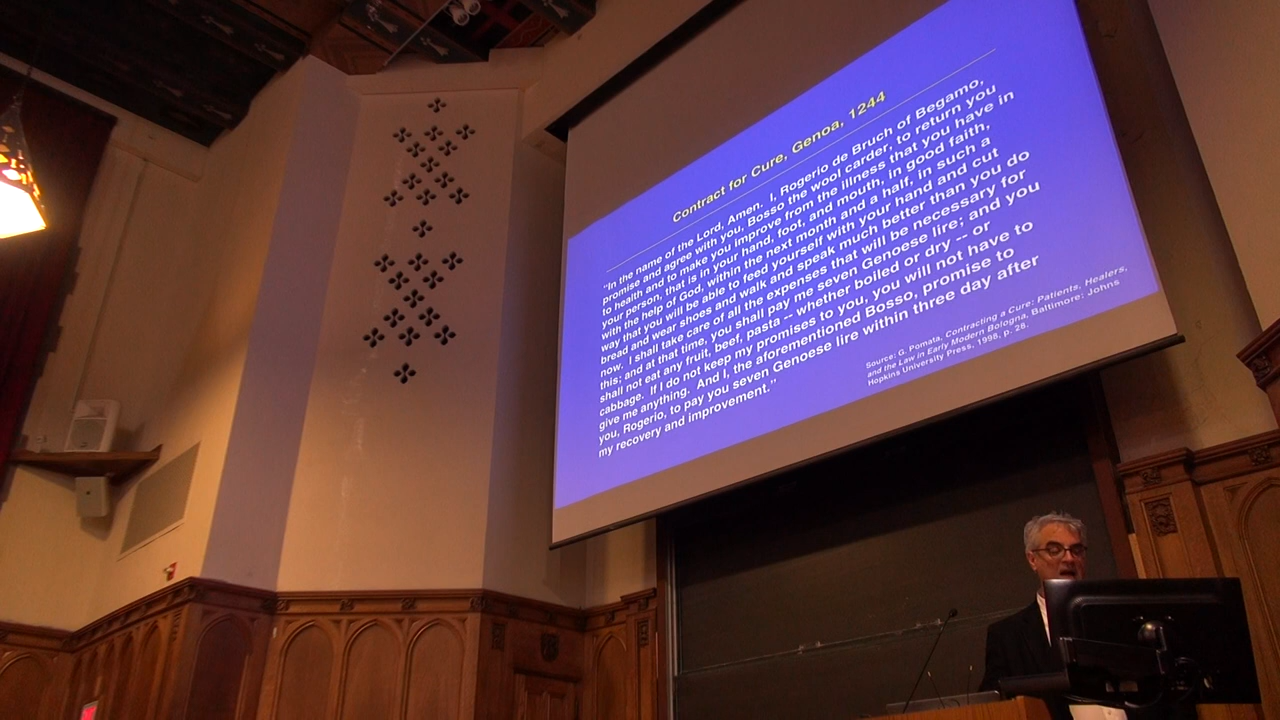 Contract for Cure, Genoa, 1244
"In the name of the Lord, Amen. I, Rogerio de Bruch of Begamo,
promise and agree with you, Bosso the wool carder, to return you
to health and to make you improve from the illness that you have in
your person, that is in your hand, foot, and mouth, in good faith,
with the help of God, within the next month and a half, in such a
way that you will be able to feed yourself with your hand and cut
bread and wear shoes and walk and speak much better than you do
now. I shall take care of all the expenses that will be necessary for
this; and at that time, you shall pay me seven Genoese lire; and you
shall not eat any fruit, beef, pasta -- whether boiled or dry -- or
cabbage. If I do not keep my promises to you, you will not have to
give me anything. And I, the aforementioned Bosso, promise to
you, Rogerio, to pay you seven Genoese lire within three day after
my recovery and improvement."
Source: G. Pomata, Contracting a Cure: Patients, Healers,
and the Law in Early Modern Bologna, Baltimore: Johns
Hopkins University Press, 1998, p. 28.